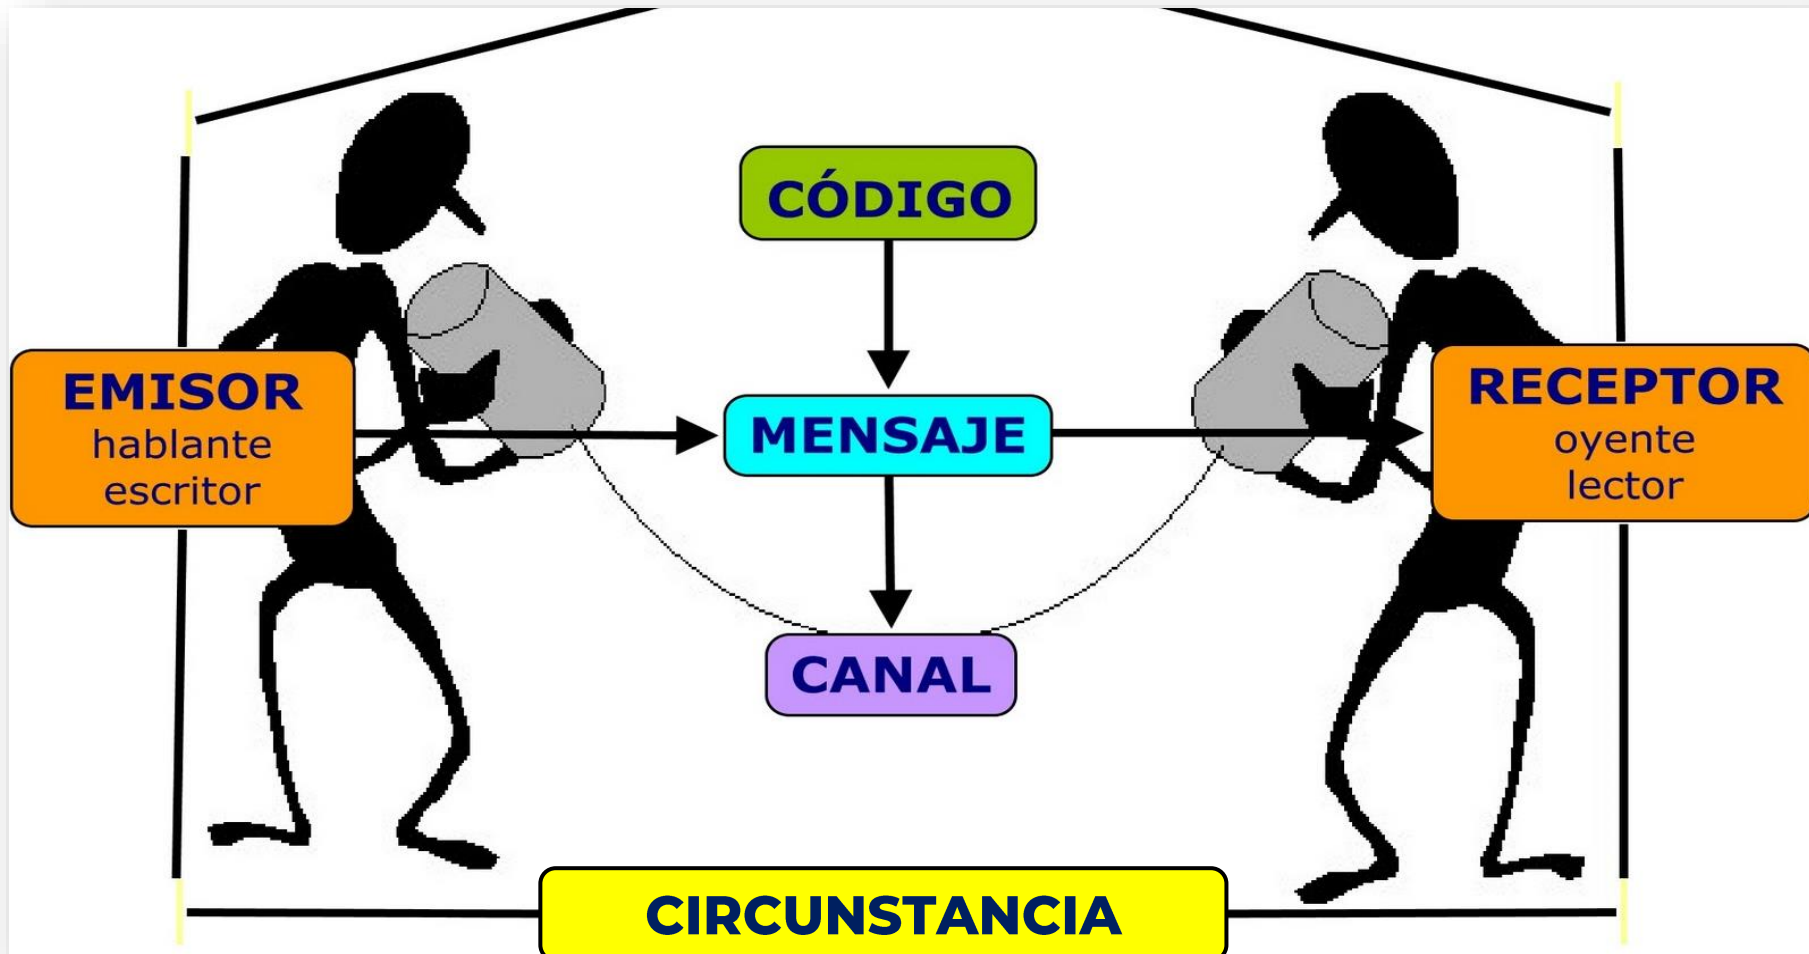 CÓDIGO
EMISOR
hablante
escritor
MENSAJE
RECEPTOR
oyente
lector
CANAL
CIRCUNSTANCIA